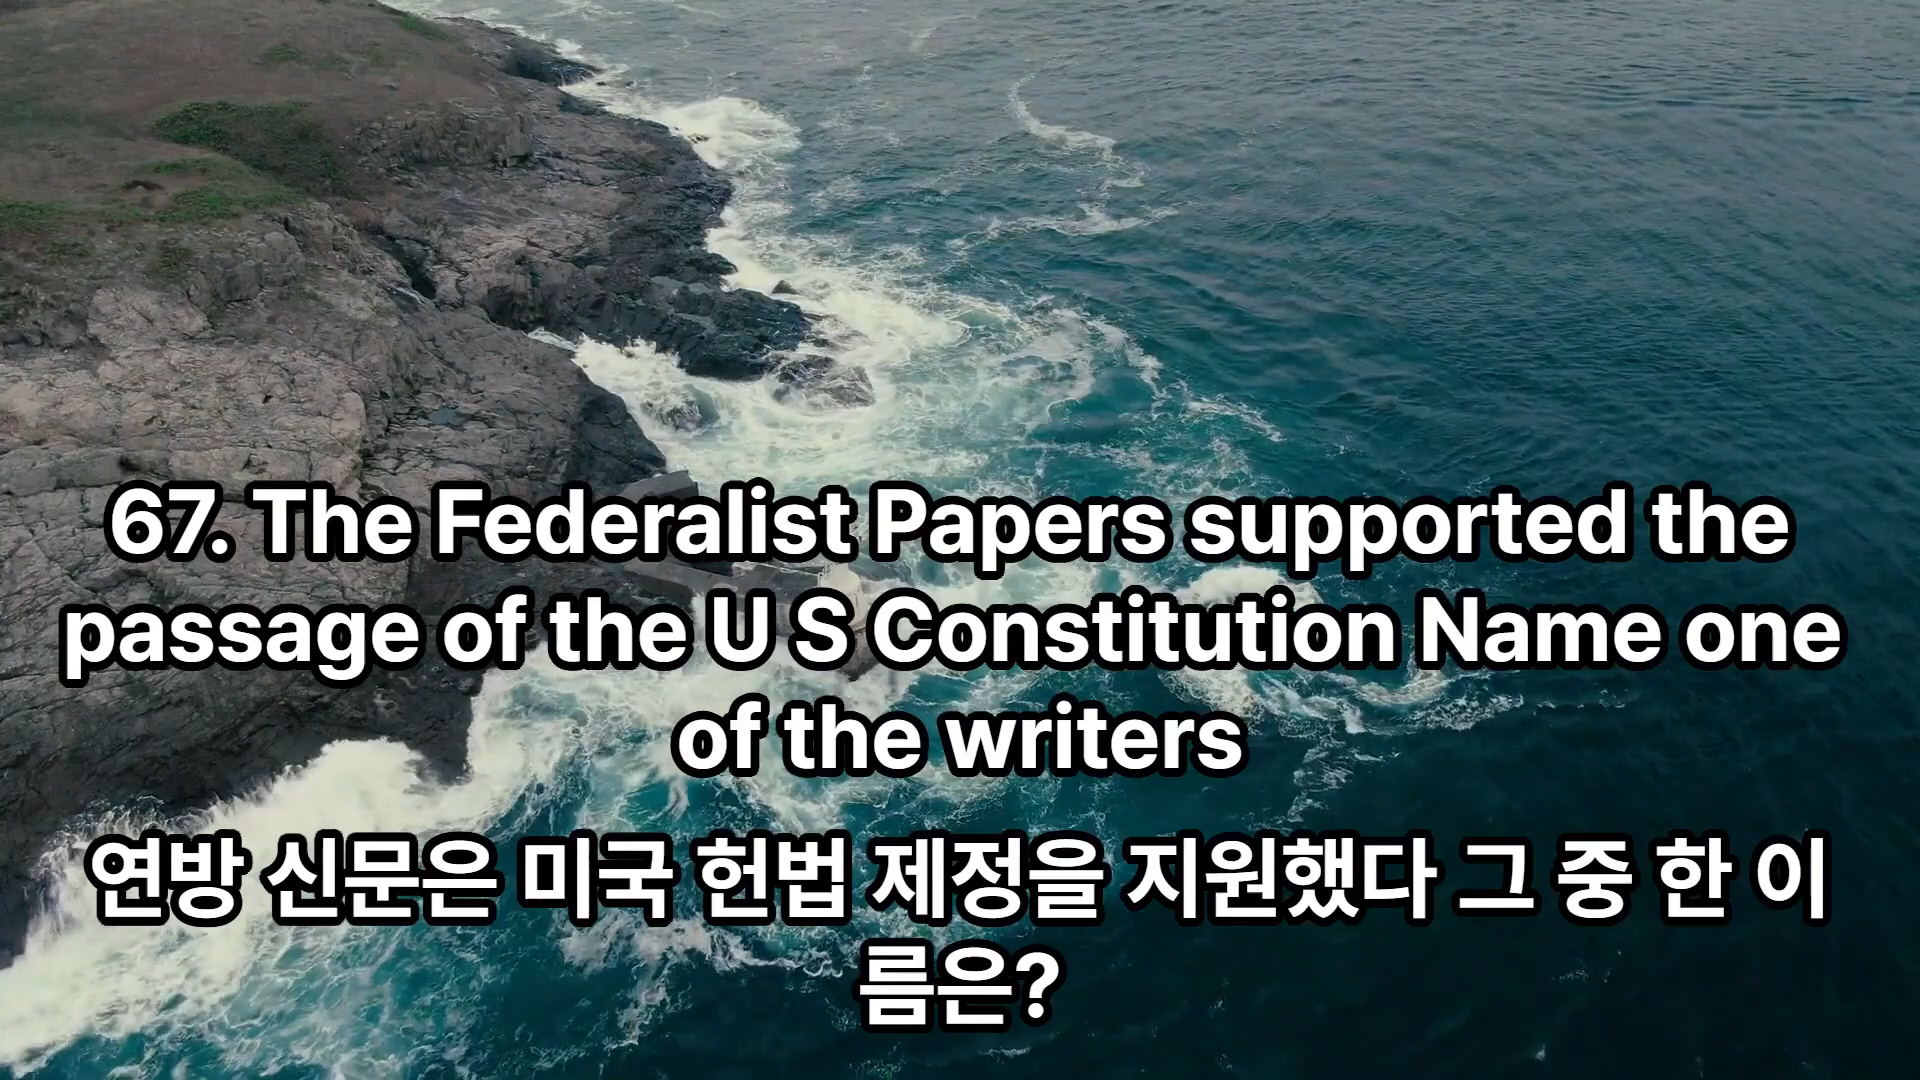 67. The Federalist Papers supported the
passage of the U S Constitution Name one
of the writers
연방 신문은 미국 헌법 제정을 지원했다 그 중 한 이
름은?